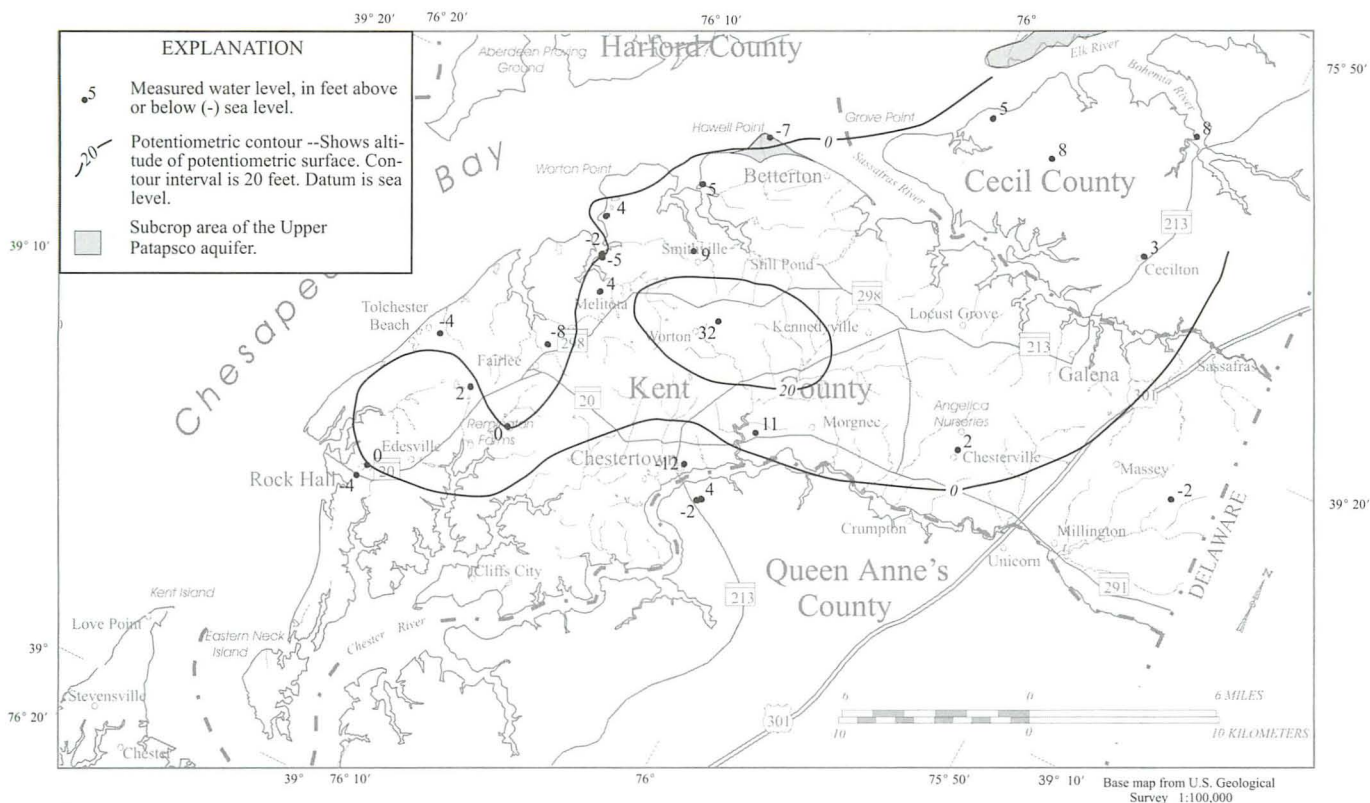 39° 20′
76° 20′
76° 10′
76°
75° 50′
EXPLANATION
5
Measured water level, in feet above
or below (-) sea level.
-20
Potentiometric contour --Shows alti-
tude of potentiometric surface. Con-
tour interval is 20 feet. Datum is sea
level.
Subcrop area of the Upper
Patapsco aquifer.
Aberdeen Proving
Ground
Harford County
Elk River
Bohemia River
Chesapea
Bay
Howell Point
-7
0
Grove Point
5
8
8
Worton Point
Betterton
Sassafras River
Cecil County
5
4
213
39° 10′
-2
-5
Smithville
9
Still Pond
3
Cecilton
4
Melitota
298
Tolchester
Beach
-4
-8
298
Worton
32
Kennedyville
Locust Grove
213
Fairlee
Galena
Sassafras
2
20
Kent
20
ounty
301
0
Remington
Farms
11
Morgnec
Angelica
Nurseries
2
Chesterville
Edesville
0
20
Rock Hall
-4
Chestertown
-12
4
-2
0
Massey
-2
39° 20′
Crumpton
Millington
Unicorn
DELAWARE
Cliffs City
Queen Anne's
County
213
291
N
Kent Island
Love Point
Eastern Neck
Island
Chester River
39°
Stevensville
76° 20′
Chester
301
6
0
6 MILES
10
0
10 KILOMETERS
39° 10′
76° 10′
76°
75° 50′
39° 10′
Base map from U.S. Geological
Survey 1:100,000